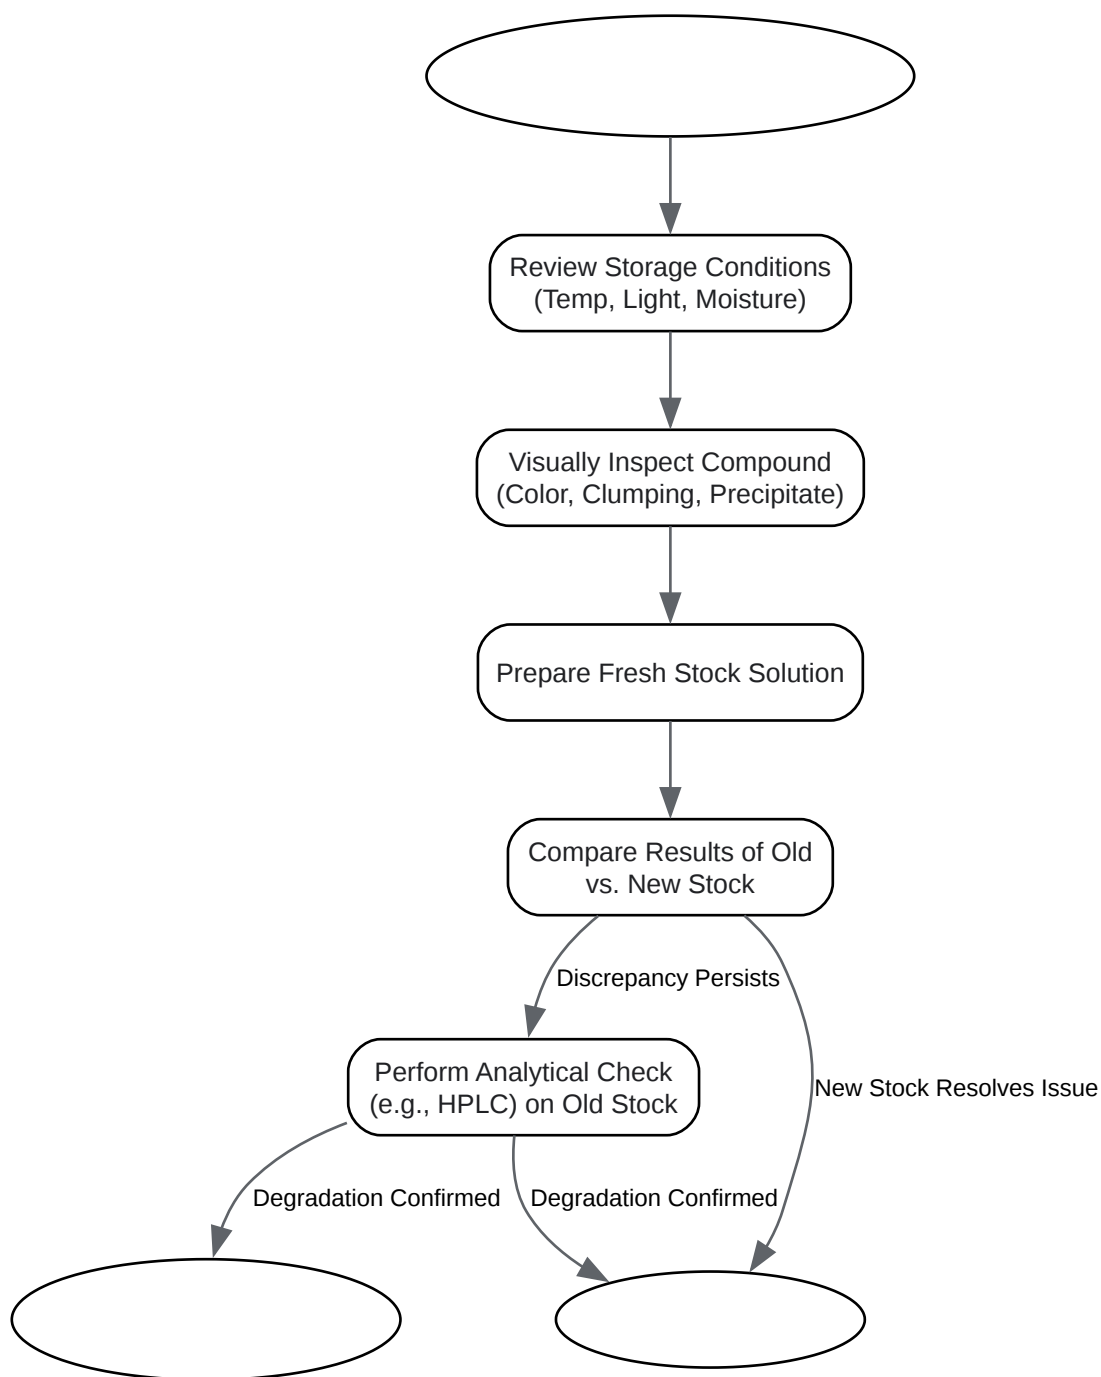 Review Storage Conditions
(Temp, Light, Moisture)
Visually Inspect Compound
(Color, Clumping, Precipitate)
Prepare Fresh Stock Solution
Compare Results of Old
vs. New Stock
Discrepancy Persists
Perform Analytical Check
(e.g., HPLC) on Old Stock
New Stock Resolves Issue
Degradation Confirmed
Degradation Confirmed